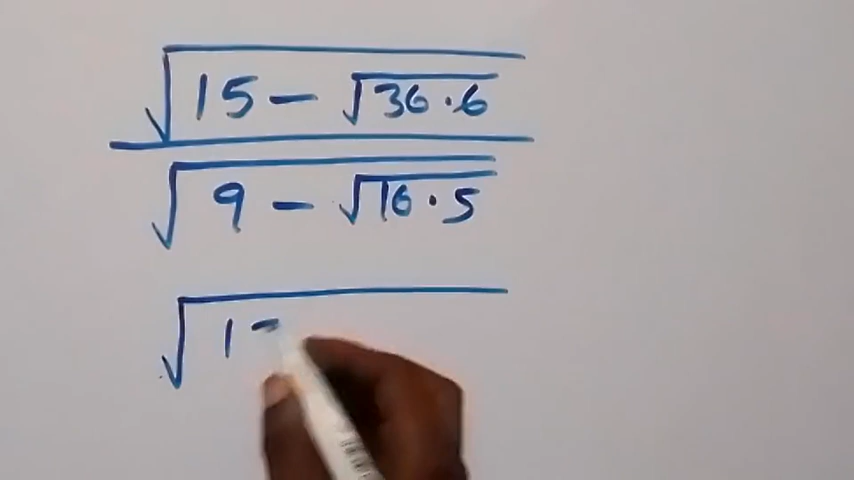 √(15 − √(36·6))
√(9 − √(16·5))
√(1